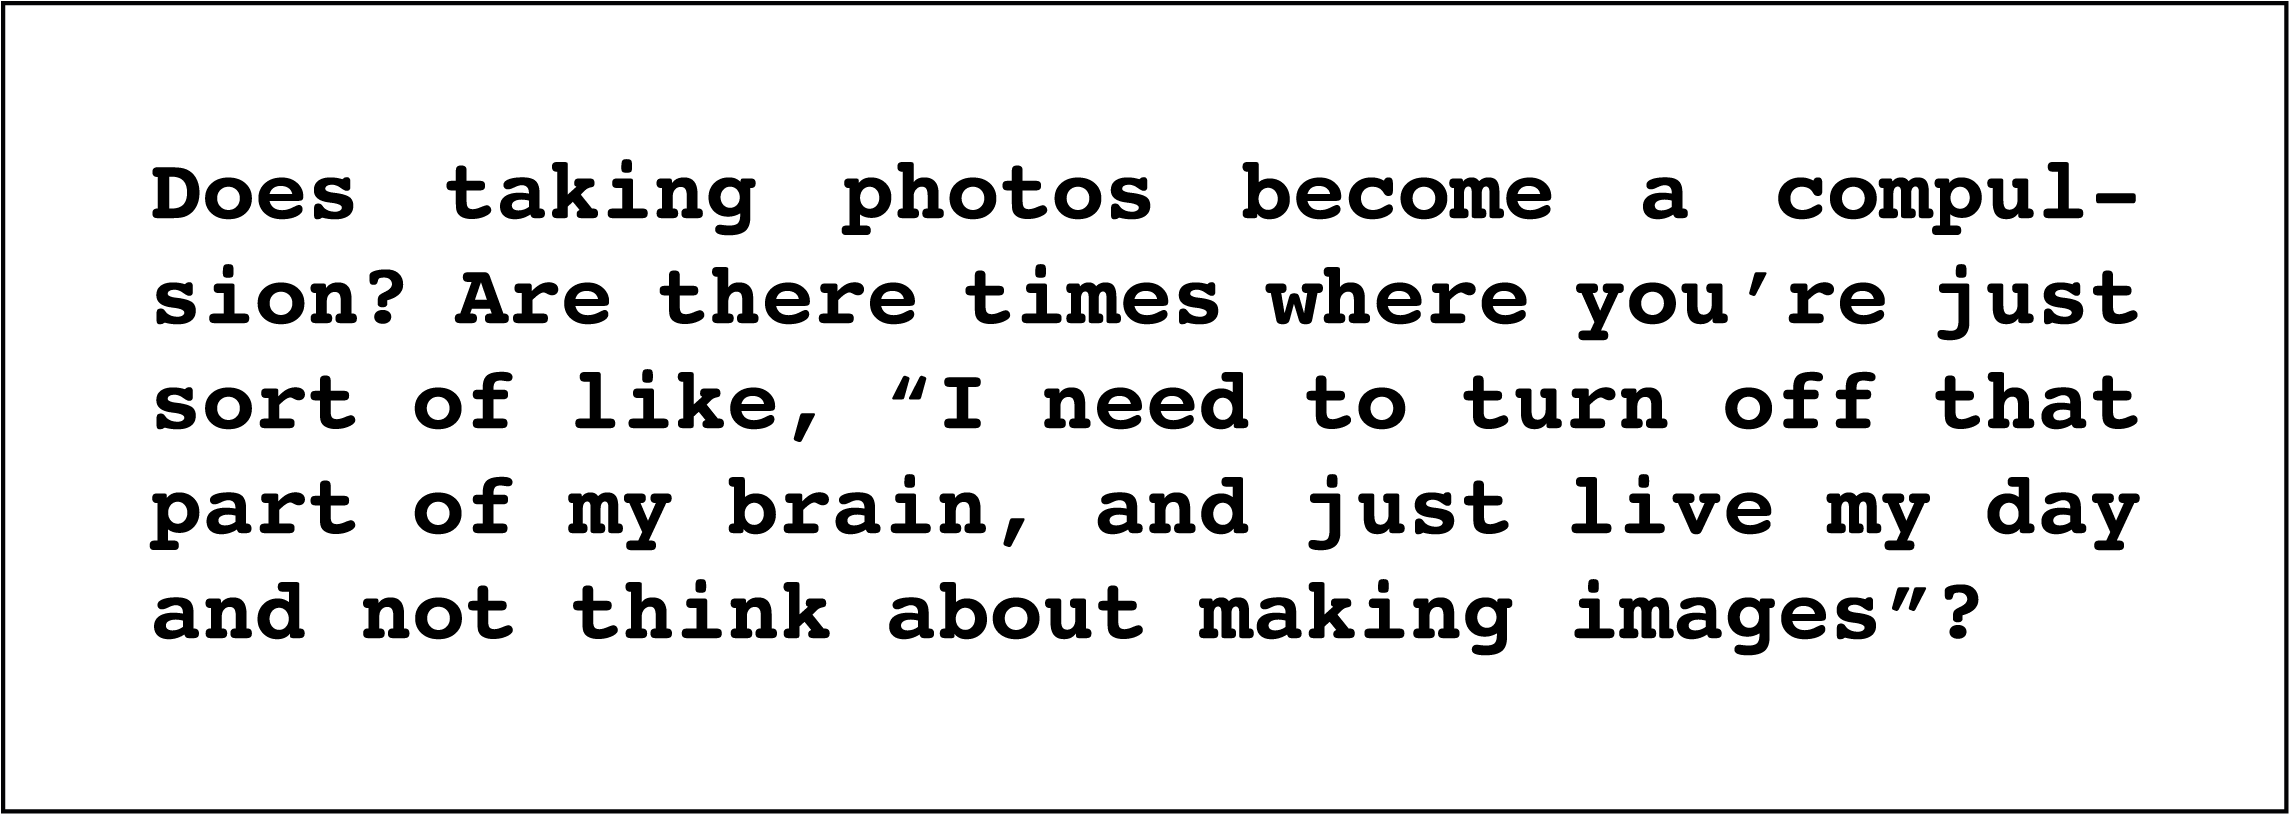 Does taking photos become a compul-
sion? Are there times where you’re just
sort of like, “I need to turn off that
part of my brain, and just live my day
and not think about making images”?